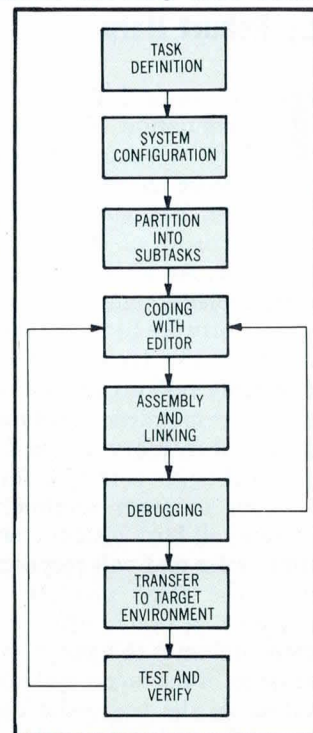 TASK
DEFINITION
SYSTEM
CONFIGURATION
PARTITION
INTO
SUBTASKS
CODING
WITH
EDITOR
ASSEMBLY
AND
LINKING
DEBUGGING
TRANSFER
TO TARGET
ENVIRONMENT
TEST AND
VERIFY